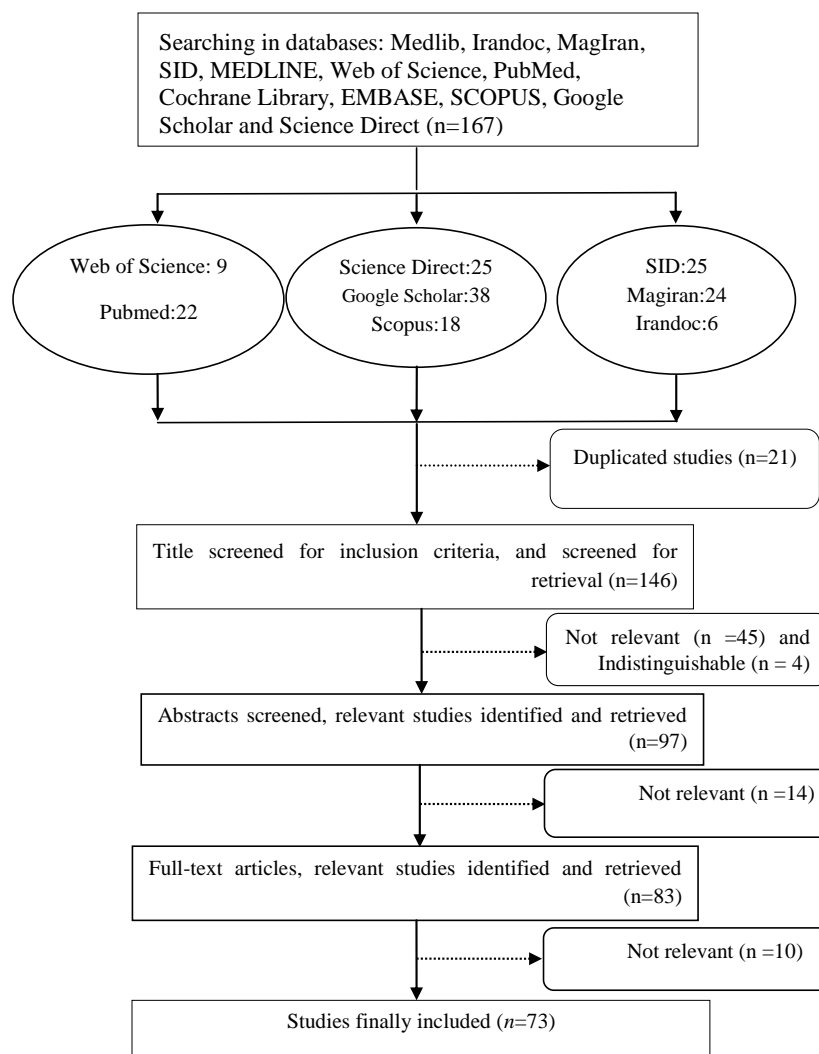 Searching in databases: Medlib, Irandoc, MagIran,
SID, MEDLINE, Web of Science, PubMed,
Cochrane Library, EMBASE, SCOPUS, Google
Scholar and Science Direct (n=167)
Web of Science: 9
Pubmed:22
Science Direct:25
Google Scholar:38
Scopus:18
SID:25
Magiran:24
Irandoc:6
Duplicated studies (n=21)
Title screened for inclusion criteria, and screened for
retrieval (n=146)
Not relevant (n =45) and
Indistinguishable (n = 4)
Abstracts screened, relevant studies identified and retrieved
(n=97)
Not relevant (n =14)
Full-text articles, relevant studies identified and retrieved
(n=83)
Not relevant (n =10)
Studies finally included (n=73)